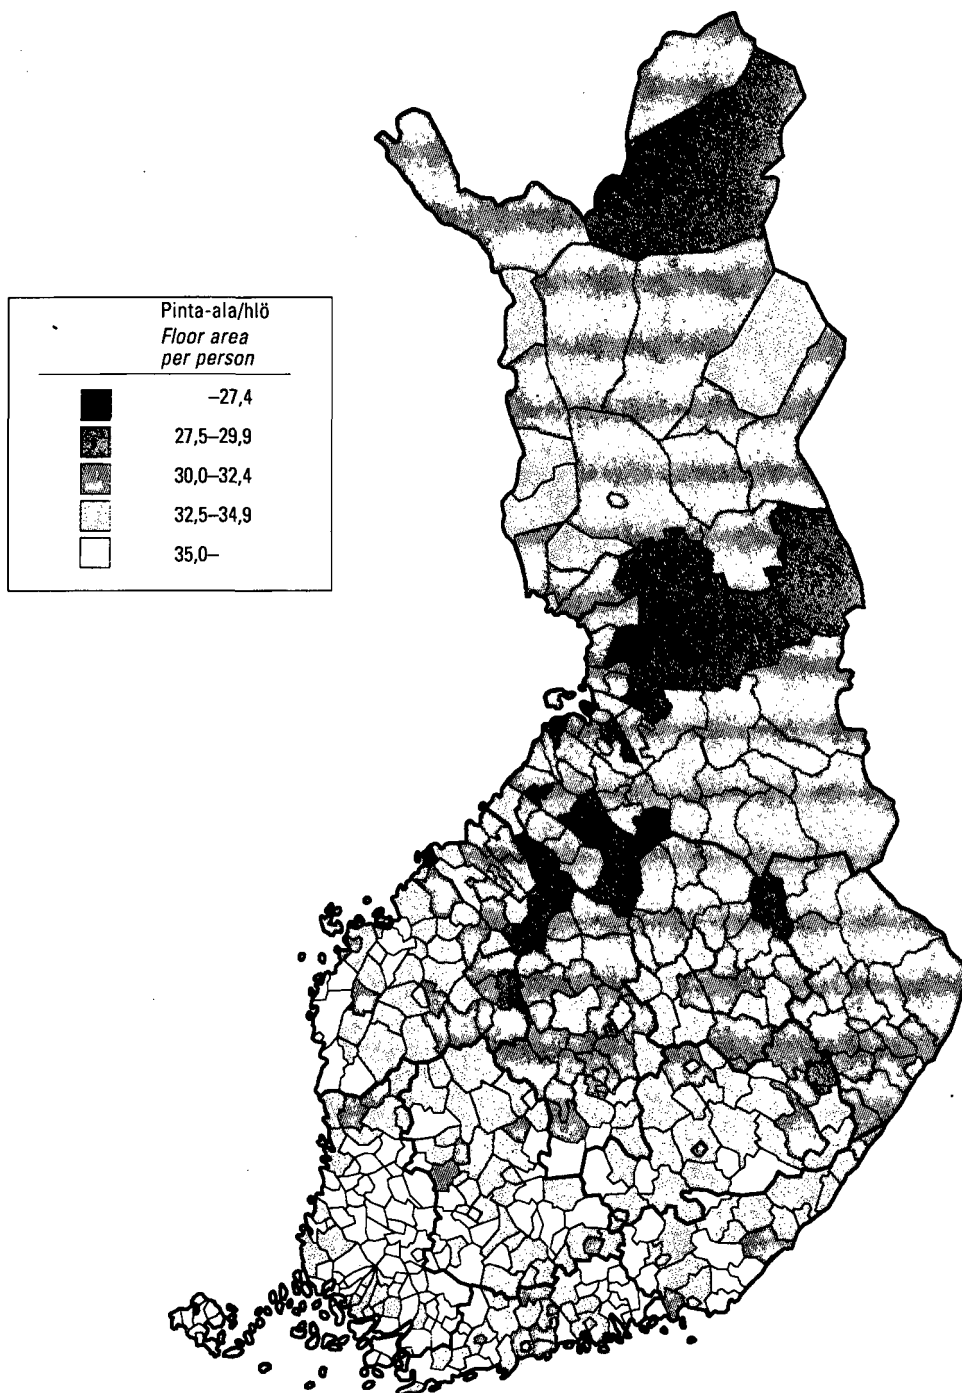 Pinta-ala/hlö
Floor area
per person
–27,4
27,5–29,9
30,0–32,4
32,5–34,9
35,0–